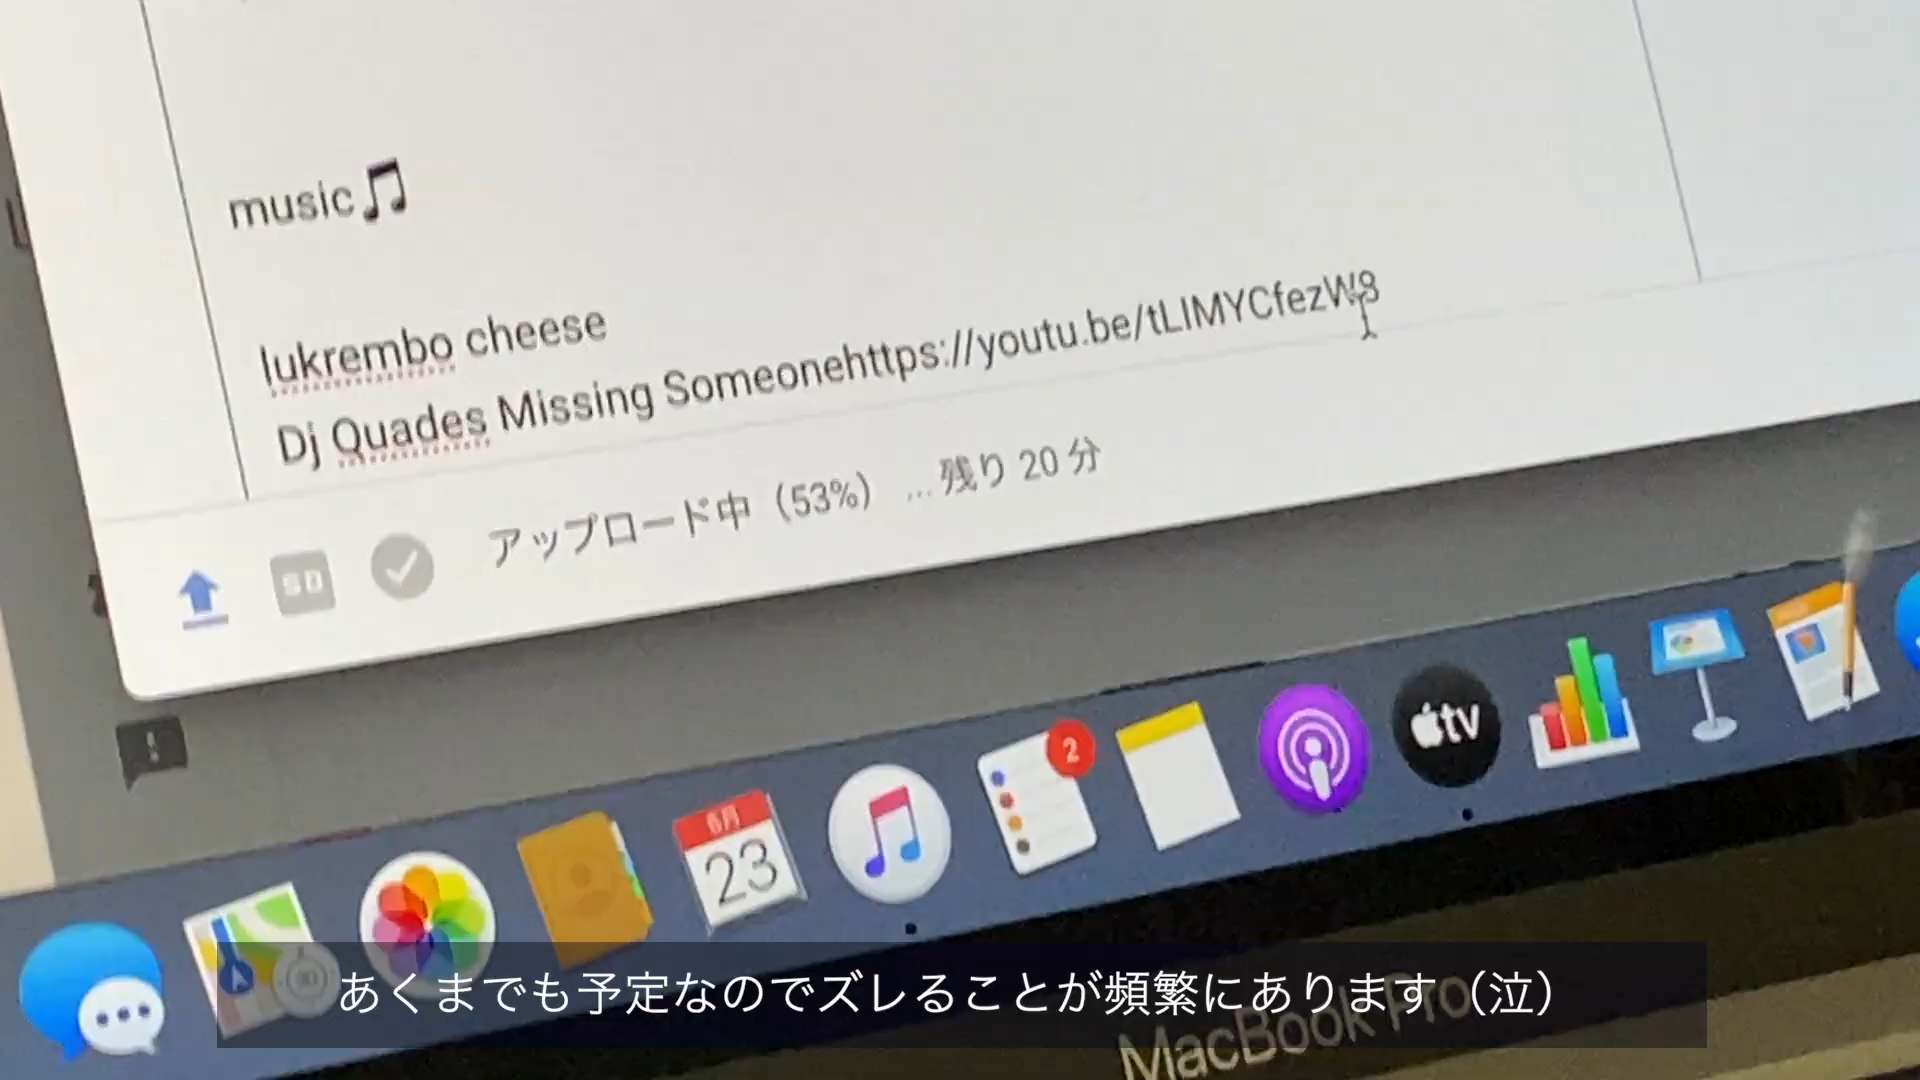 music🎵
lukrembo cheese
Dj Quades Missing Someonehttps://youtu.be/tLIMYCfezW8
アップロード中（53%） ...残り 20 分
SD
2
tv
6月
23
あくまでも予定なのでズレることが頻繁にあります（泣）
MacBook Pro